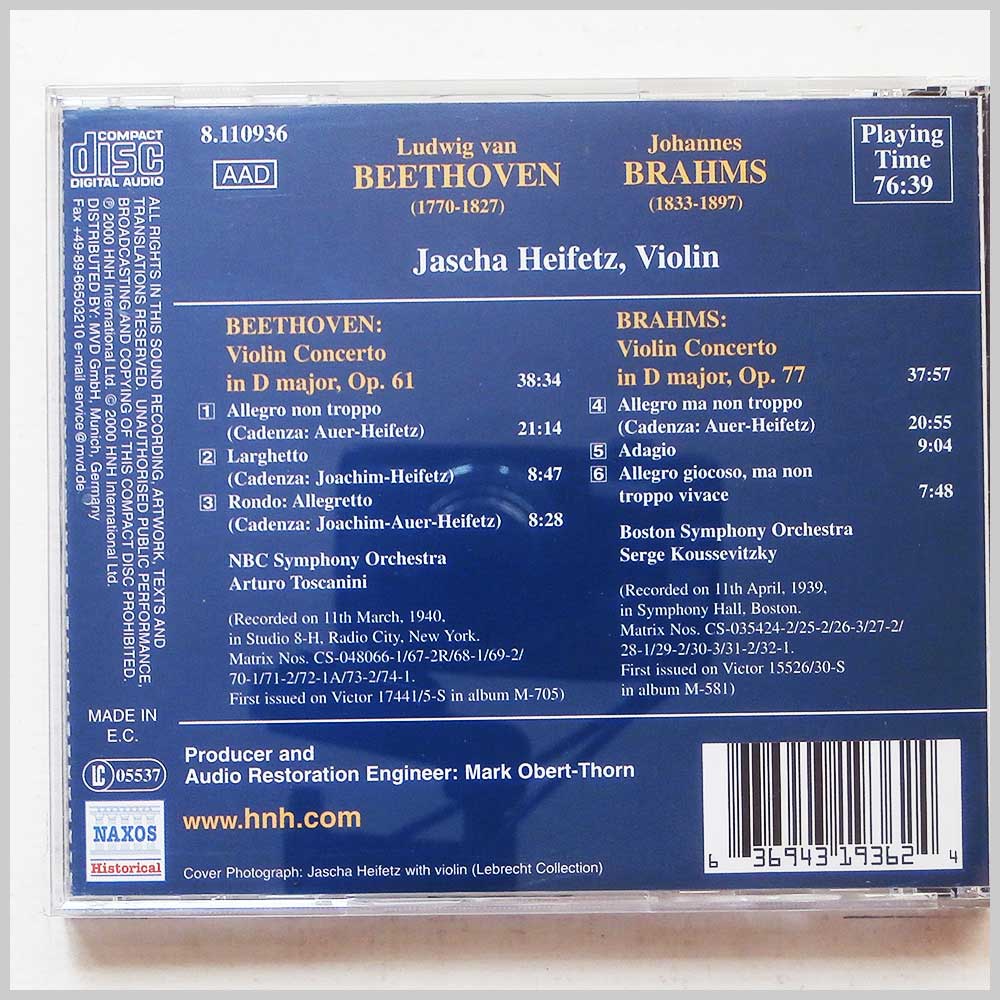 COMPACT
disc
DIGITAL AUDIO
8.110936
AAD
Ludwig van
BEETHOVEN
(1770-1827)
Johannes
BRAHMS
(1833-1897)
Playing
Time
76:39
Jascha Heifetz, Violin
BEETHOVEN:
Violin Concerto
in D major, Op. 61 38:34
1 Allegro non troppo
(Cadenza: Auer-Heifetz) 21:14
2 Larghetto
(Cadenza: Joachim-Heifetz) 8:47
3 Rondo: Allegretto
(Cadenza: Joachim-Auer-Heifetz) 8:28
NBC Symphony Orchestra
Arturo Toscanini
(Recorded on 11th March, 1940,
in Studio 8-H, Radio City, New York.
Matrix Nos. CS-048066-1/67-2R/68-1/69-2/
70-1/71-2/72-1A/73-2/74-1.
First issued on Victor 17441/5-S in album M-705)
BRAHMS:
Violin Concerto
in D major, Op. 77 37:57
4 Allegro ma non troppo
(Cadenza: Auer-Heifetz) 20:55
5 Adagio 9:04
6 Allegro giocoso, ma non
troppo vivace 7:48
Boston Symphony Orchestra
Serge Koussevitzky
(Recorded on 11th April, 1939,
in Symphony Hall, Boston.
Matrix Nos. CS-035424-2/25-2/26-3/27-2/
28-1/29-2/30-3/31-2/32-1.
First issued on Victor 15526/30-S
in album M-581)
ALL RIGHTS IN THIS SOUND RECORDING, ARTWORK, TEXTS AND
TRANSLATIONS RESERVED. UNAUTHORISED PUBLIC PERFORMANCE,
BROADCASTING AND COPYING OF THIS COMPACT DISC PROHIBITED.
℗ 2000 HNH International Ltd. © 2000 HNH International Ltd.
DISTRIBUTED BY: MVD GmbH, Munich, Germany
Fax +49-89-66503210 e-mail service@mvd.de
MADE IN
E.C.
LC 05537
NAXOS
Historical
Producer and
Audio Restoration Engineer: Mark Obert-Thorn
www.hnh.com
Cover Photograph: Jascha Heifetz with violin (Lebrecht Collection)
6 36943 19362 4